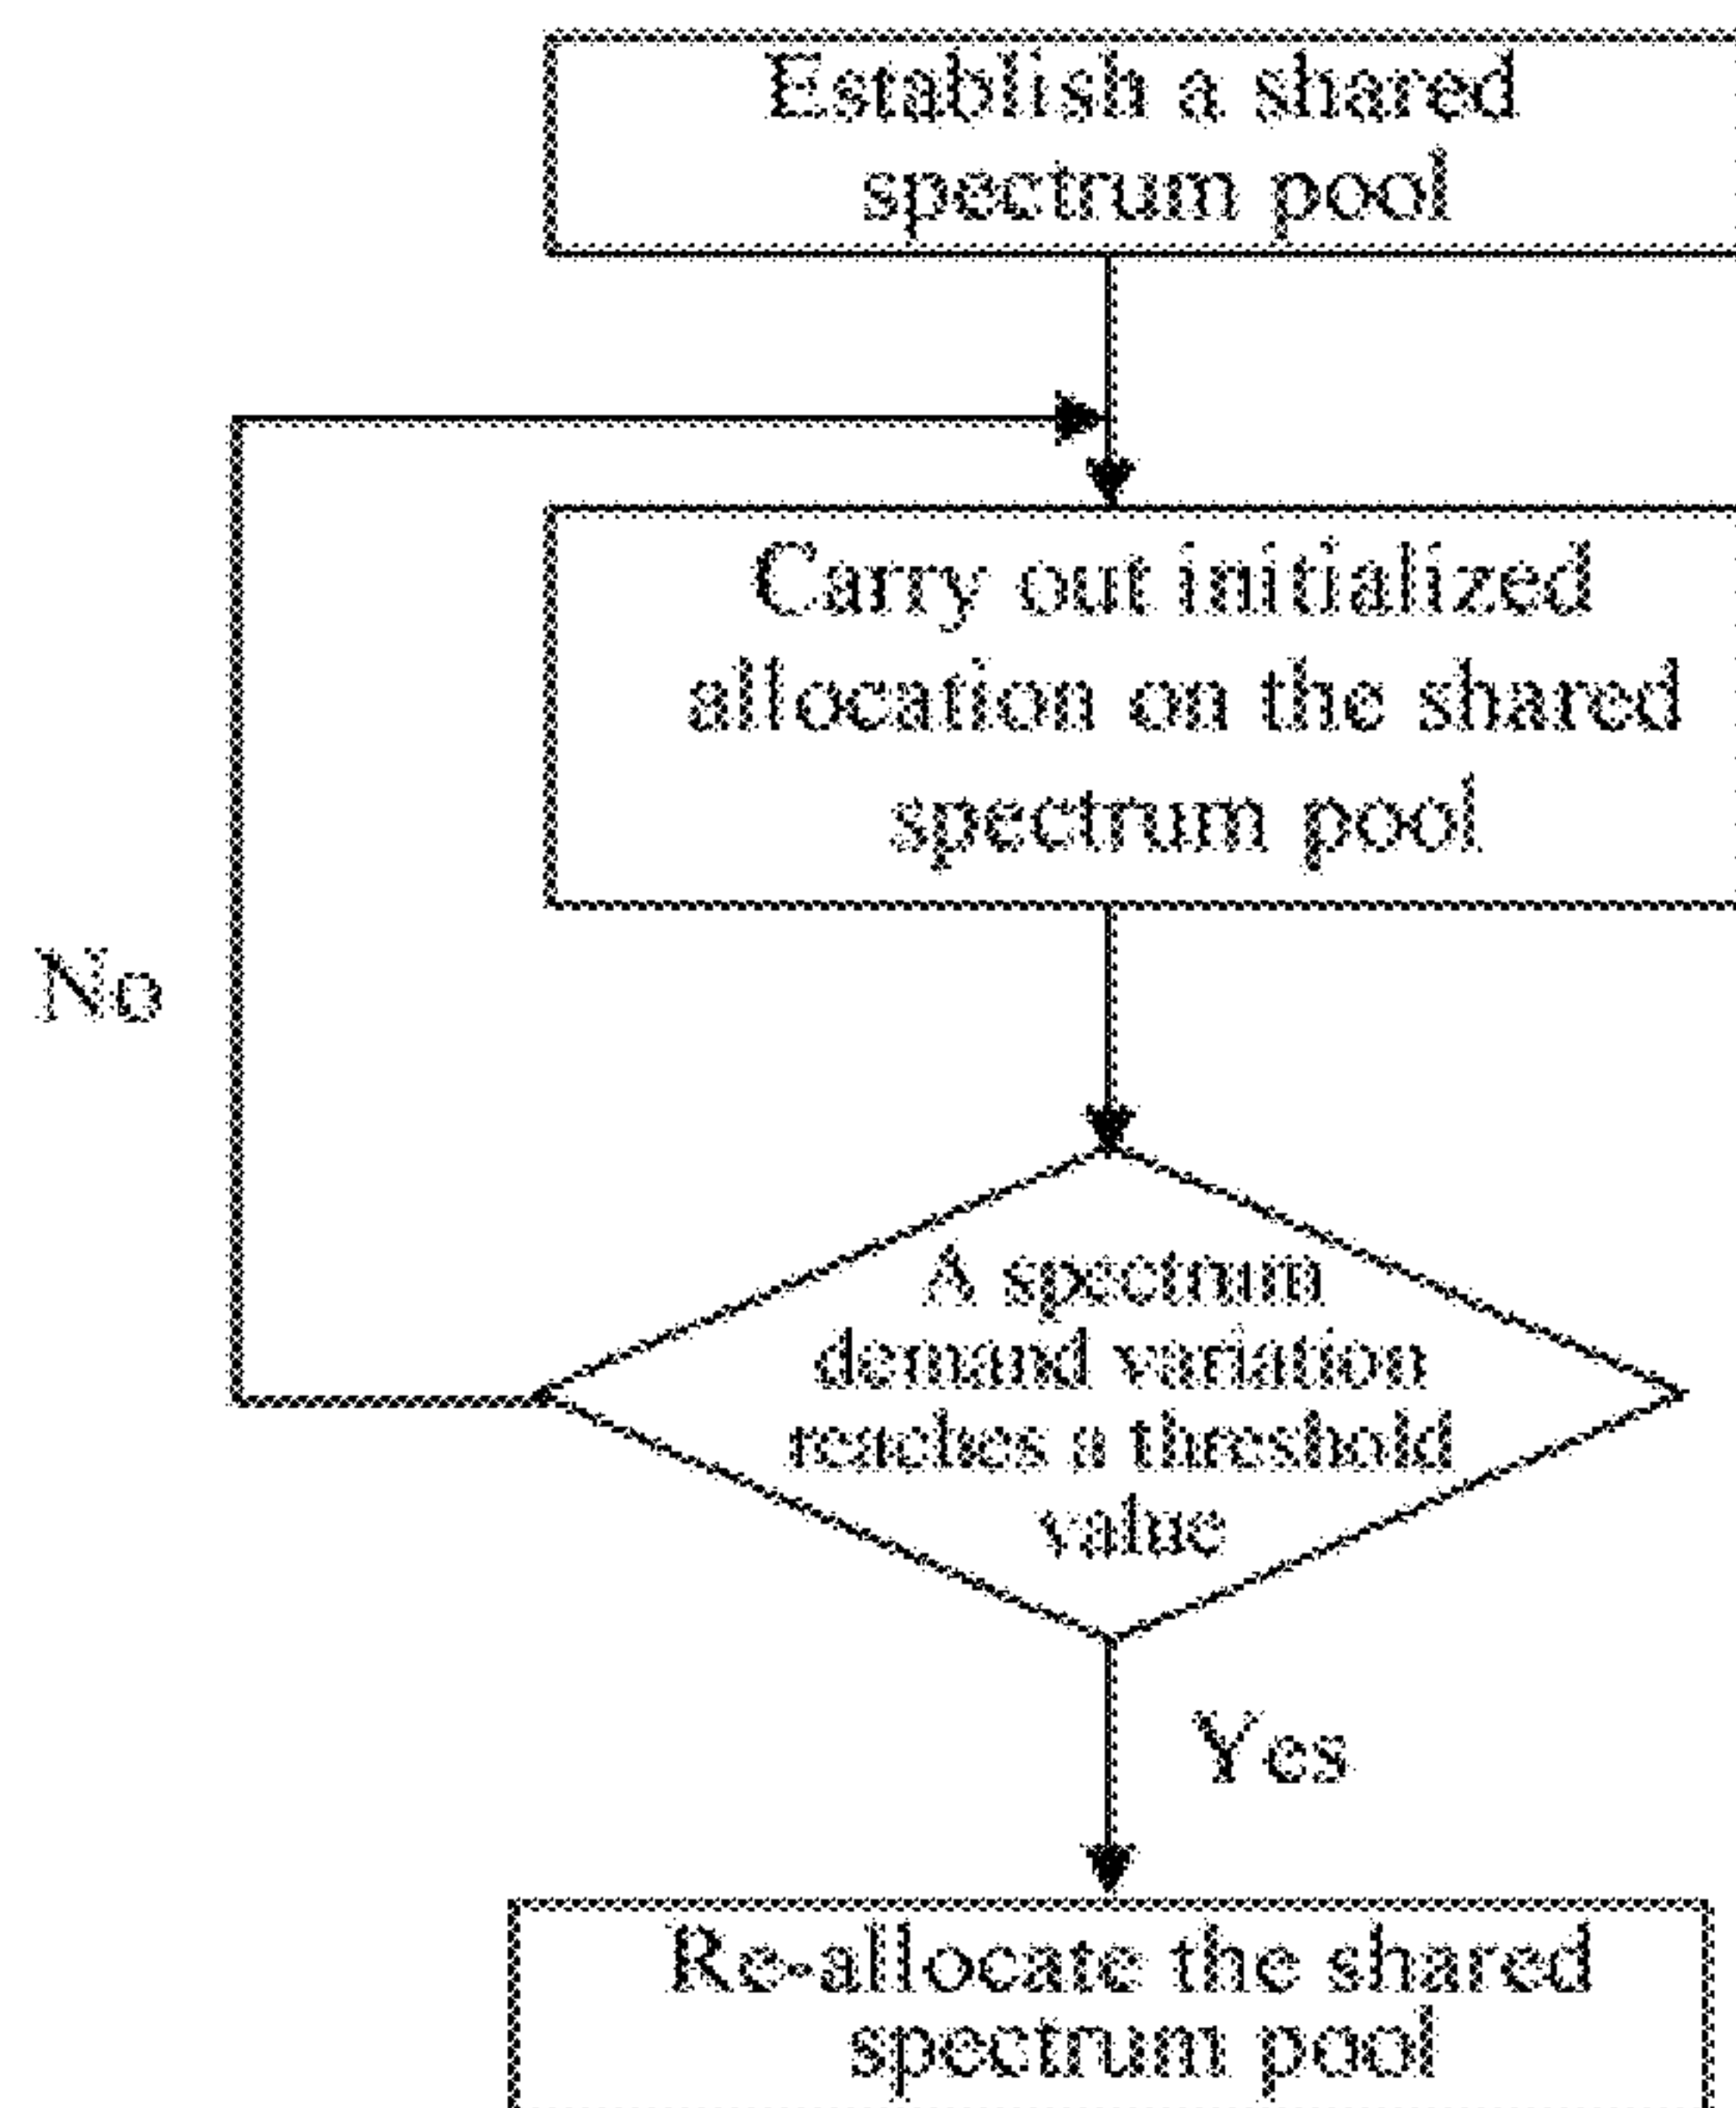 Establish a shared
spectrum pool
Carry out initialized
allocation on the shared
spectrum pool
No
A spectrum
demand variation
reaches a threshold
value
Yes
Re-allocate the shared
spectrum pool